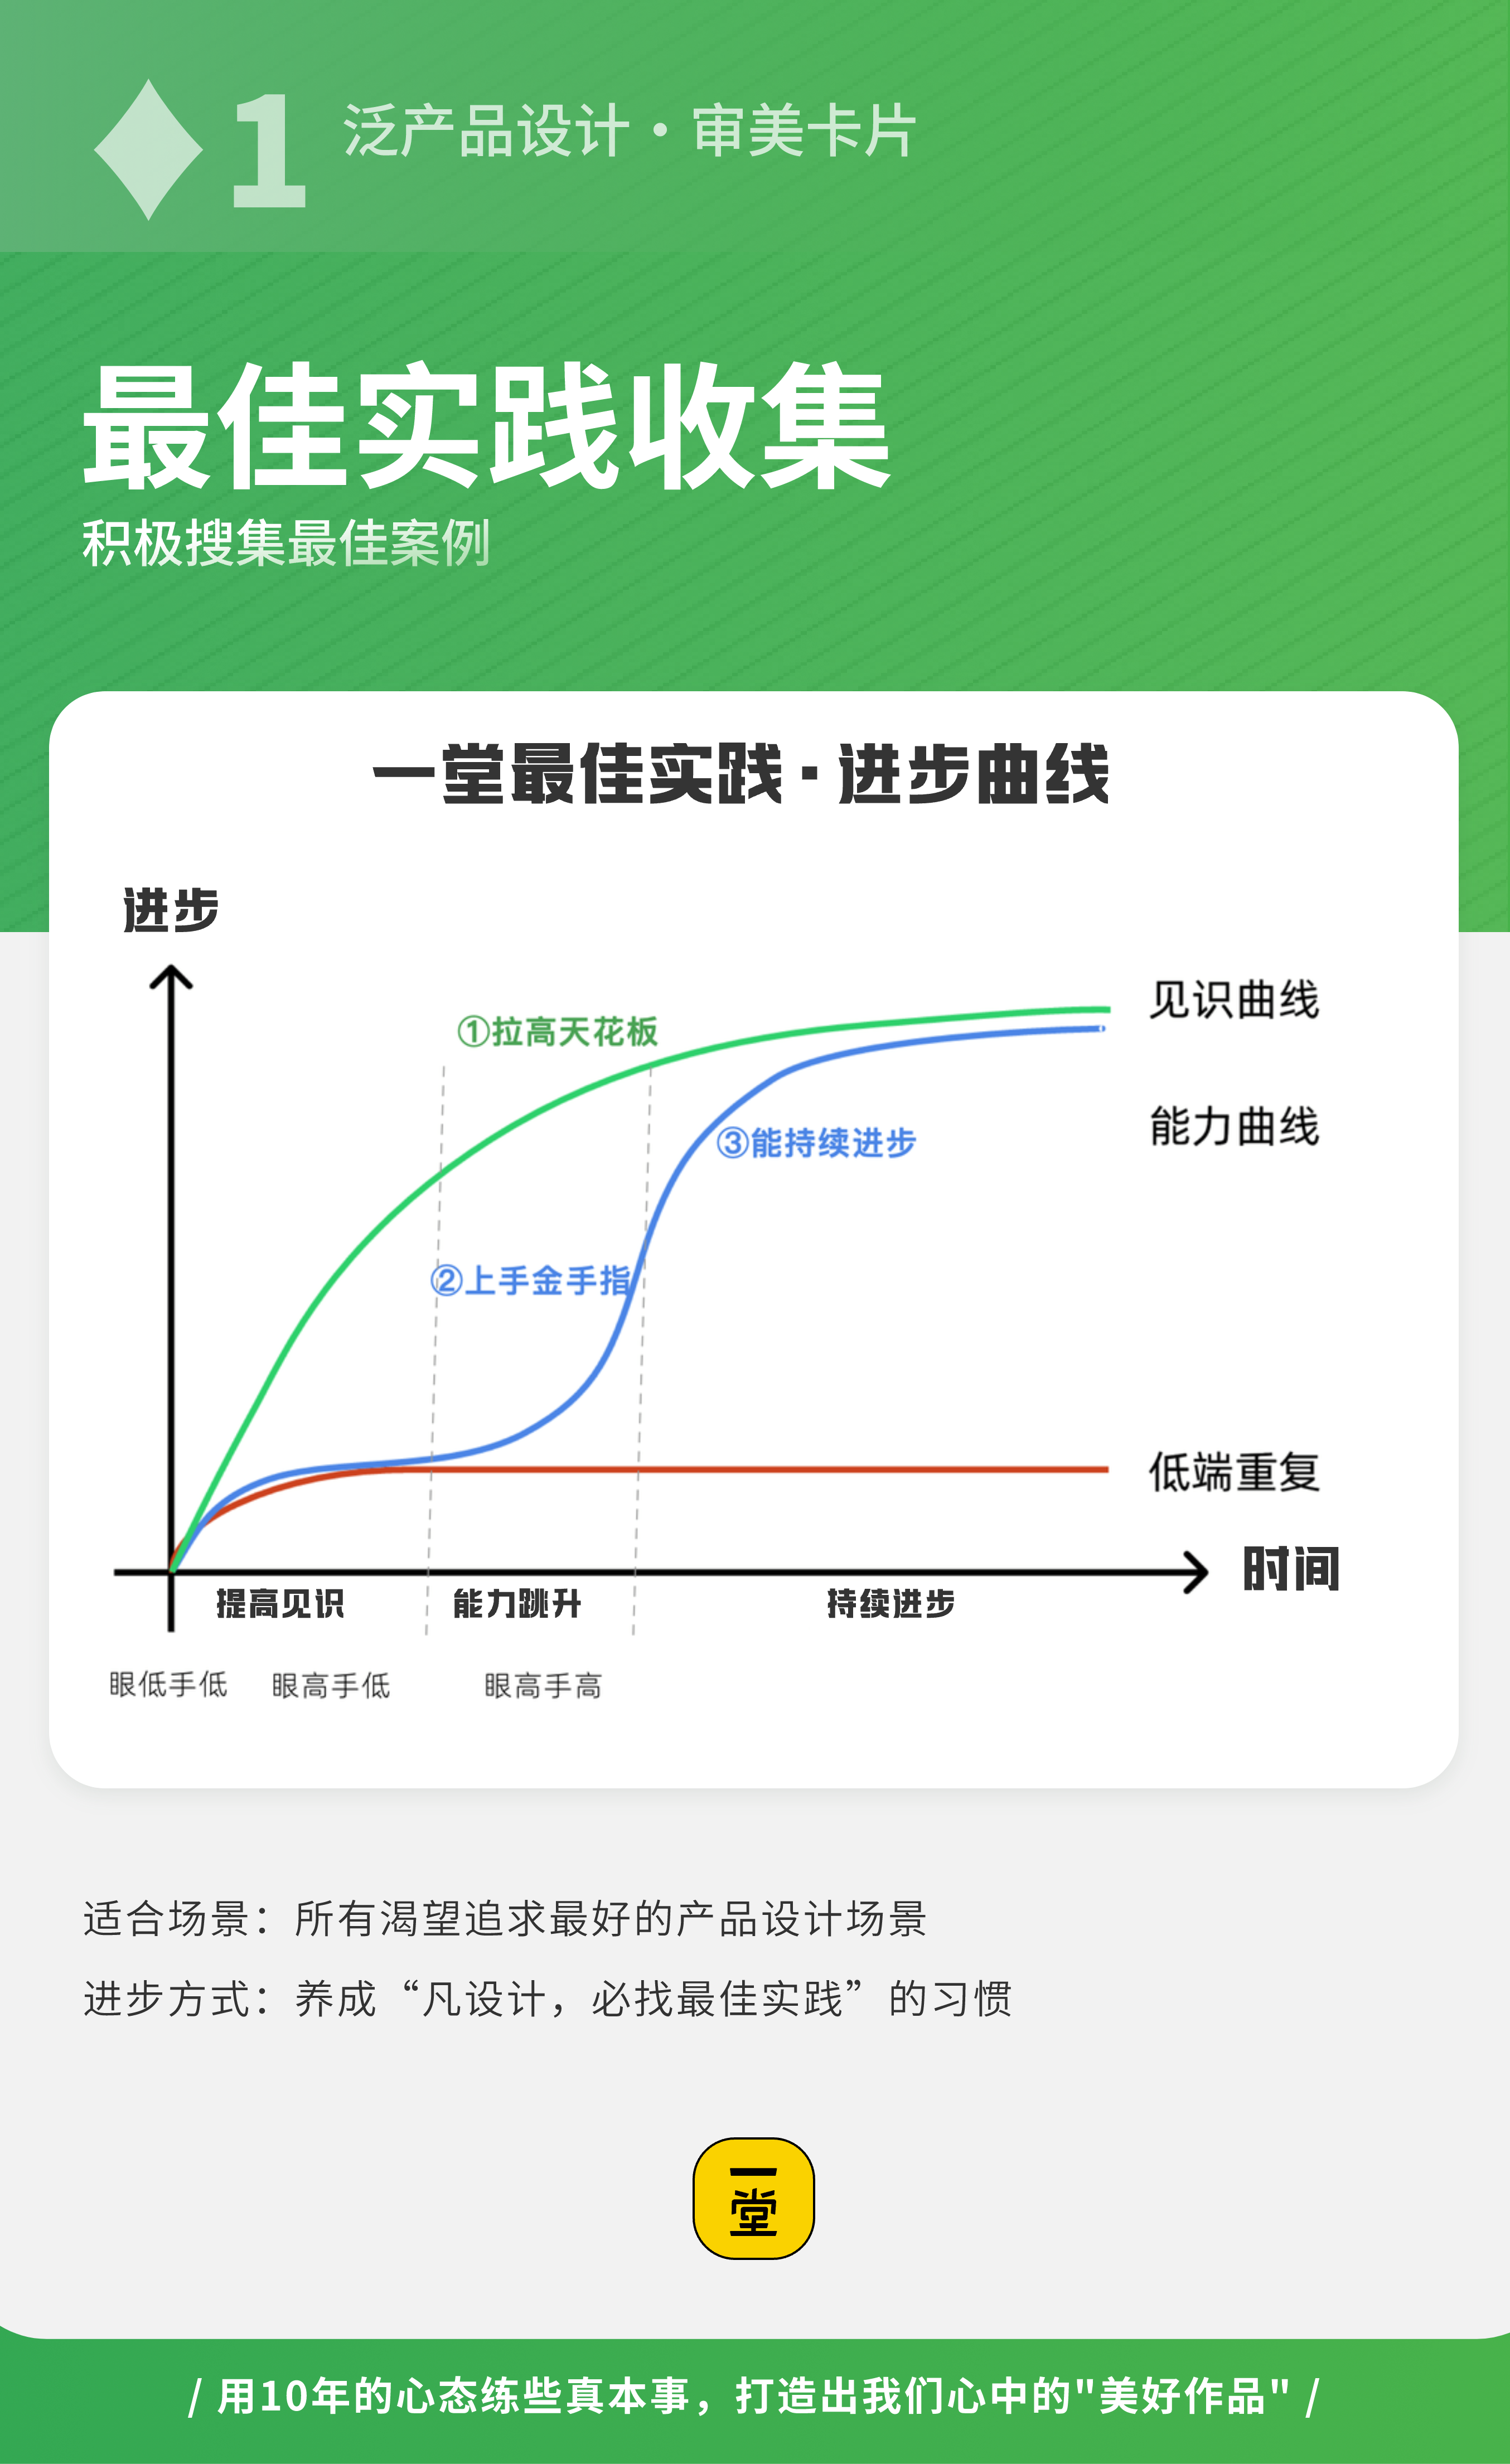 ♦1 泛产品设计·审美卡片
最佳实践收集
积极搜集最佳案例
一堂最佳实践·进步曲线
进步
见识曲线
①拉高天花板
能力曲线
③能持续进步
②上手金手指
低端重复
时间
提高见识 能力跳升 持续进步
眼低手低 眼高手低 眼高手高
适合场景：所有渴望追求最好的产品设计场景
进步方式：养成“凡设计，必找最佳实践”的习惯
一
堂
/ 用10年的心态练些真本事，打造出我们心中的"美好作品" /